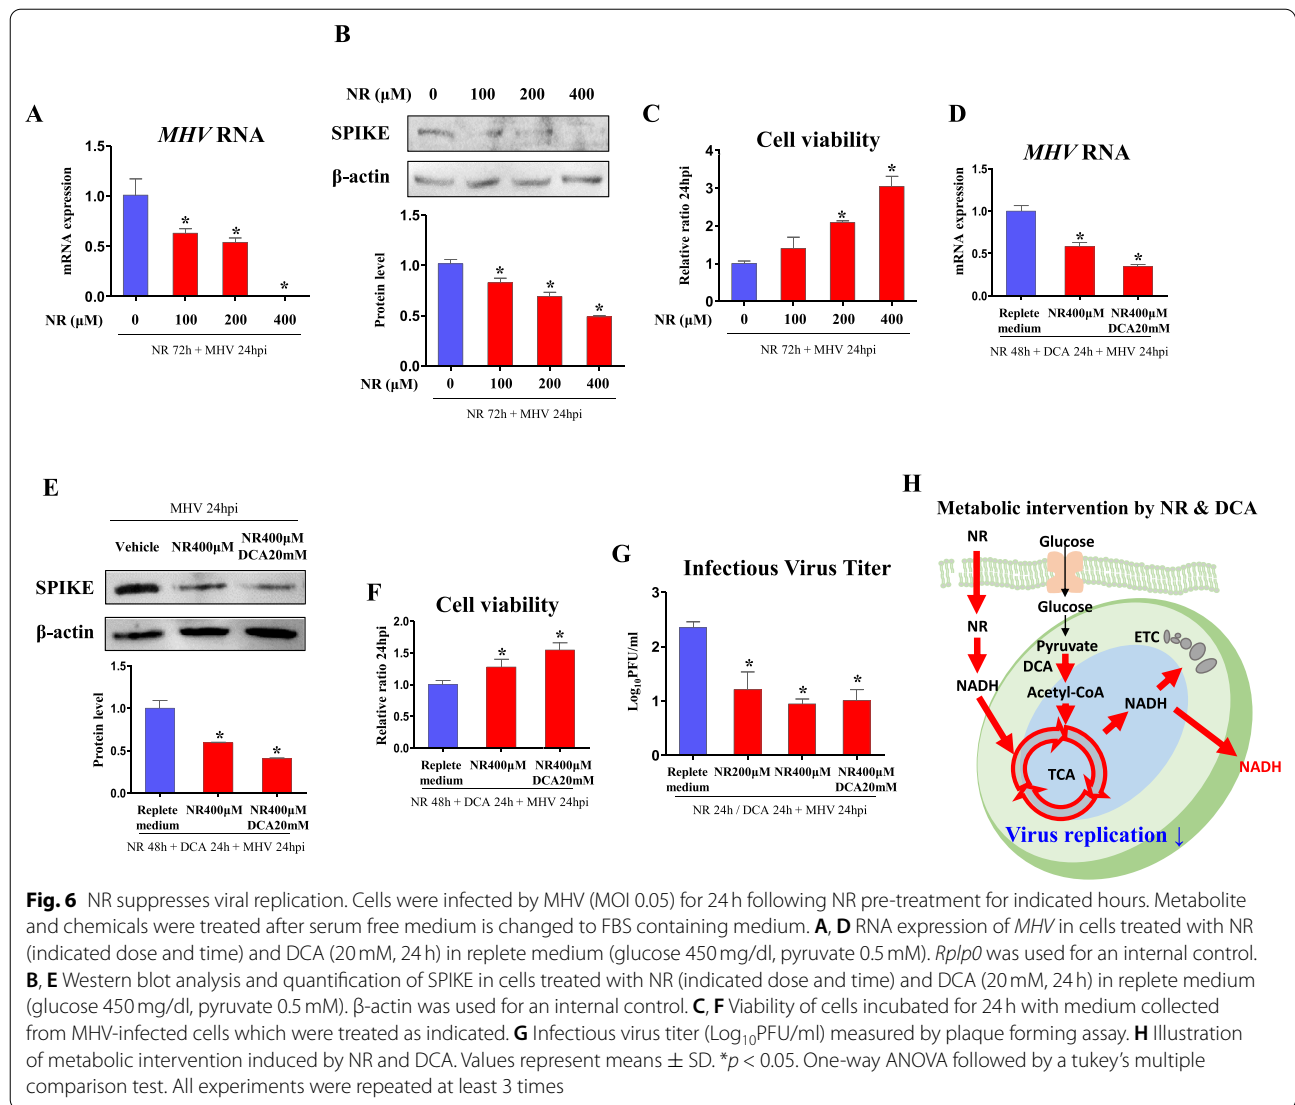 A
MHV RNA
mRNA expression
1.5
1.0
0.5
0.0
* * *
NR (µM) 0 100 200 400
NR 72h + MHV 24hpi
B
NR (µM) 0 100 200 400
SPIKE
β-actin
Protein level
1.5
1.0
0.5
0.0
* * *
NR (µM) 0 100 200 400
NR 72h + MHV 24hpi
C
Cell viability
Relative ratio 24hpi
4
3
2
1
0
* *
NR (µM) 0 100 200 400
NR 72h + MHV 24hpi
D
MHV RNA
mRNA expression
1.5
1.0
0.5
0.0
* *
Replete medium NR400µM NR400µM DCA20mM
NR 48h + DCA 24h + MHV 24hpi
E
MHV 24hpi
Vehicle NR400µM NR400µM DCA20mM
SPIKE
β-actin
Protein level
1.5
1.0
0.5
0.0
* *
Replete medium NR400µM NR400µM DCA20mM
NR 48h + DCA 24h + MHV 24hpi
F
Cell viability
Relative ratio 24hpi
2.0
1.5
1.0
0.5
0.0
* *
Replete medium NR400µM NR400µM DCA20mM
NR 48h + DCA 24h + MHV 24hpi
G
Infectious Virus Titer
Log10PFU/ml
3
2
1
0
* * *
Replete medium NR200µM NR400µM NR400µM DCA20mM
NR 24h / DCA 24h + MHV 24hpi
H
Metabolic intervention by NR & DCA
NR
Glucose
Glucose
NR
Pyruvate
ETC
DCA
NADH
Acetyl-CoA
NADH
TCA
NADH
Virus replication ↓
Fig. 6 NR suppresses viral replication. Cells were infected by MHV (MOI 0.05) for 24 h following NR pre-treatment for indicated hours. Metabolite
and chemicals were treated after serum free medium is changed to FBS containing medium. A, D RNA expression of MHV in cells treated with NR
(indicated dose and time) and DCA (20 mM, 24 h) in replete medium (glucose 450 mg/dl, pyruvate 0.5 mM). Rplp0 was used for an internal control.
B, E Western blot analysis and quantification of SPIKE in cells treated with NR (indicated dose and time) and DCA (20 mM, 24 h) in replete medium
(glucose 450 mg/dl, pyruvate 0.5 mM). β-actin was used for an internal control. C, F Viability of cells incubated for 24 h with medium collected
from MHV-infected cells which were treated as indicated. G Infectious virus titer (Log10PFU/ml) measured by plaque forming assay. H Illustration
of metabolic intervention induced by NR and DCA. Values represent means ± SD. *p < 0.05. One-way ANOVA followed by a tukey's multiple
comparison test. All experiments were repeated at least 3 times